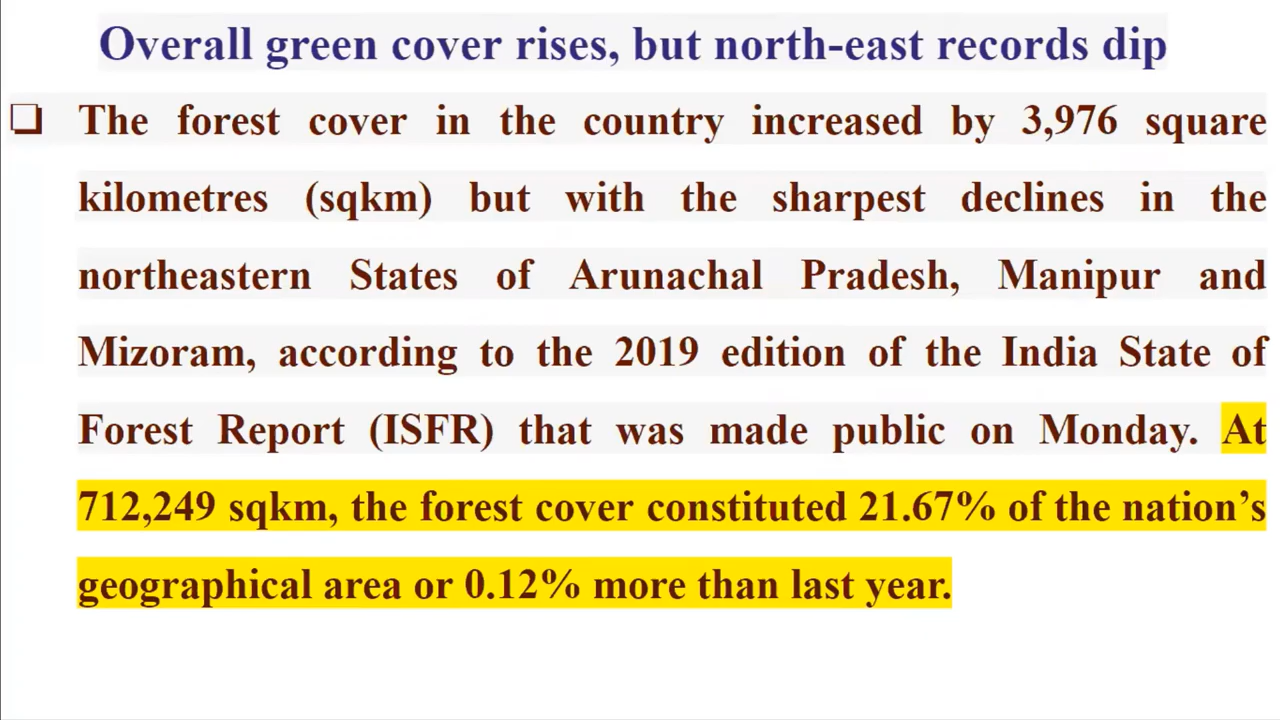 Overall green cover rises, but north-east records dip
❑ The forest cover in the country increased by 3,976 square
kilometres (sqkm) but with the sharpest declines in the
northeastern States of Arunachal Pradesh, Manipur and
Mizoram, according to the 2019 edition of the India State of
Forest Report (ISFR) that was made public on Monday. At
712,249 sqkm, the forest cover constituted 21.67% of the nation’s
geographical area or 0.12% more than last year.